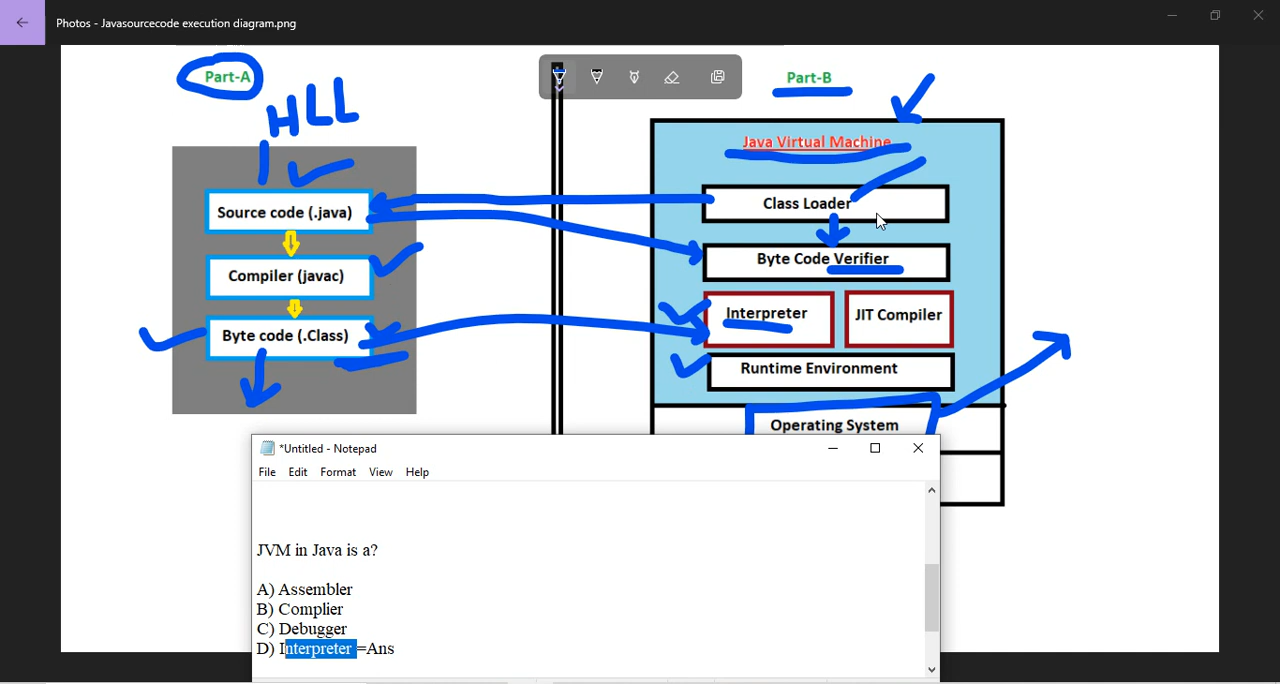 Photos - Javasourcecode execution diagram.png
Part-A
HLL
Source code (.java)
Compiler (javac)
Byte code (.Class)
Part-B
Java Virtual Machine
Class Loader
Byte Code Verifier
Interpreter
JIT Compiler
Runtime Environment
Operating System
*Untitled - Notepad
File Edit Format View Help
JVM in Java is a?
A) Assembler
B) Complier
C) Debugger
D) Interpreter =Ans